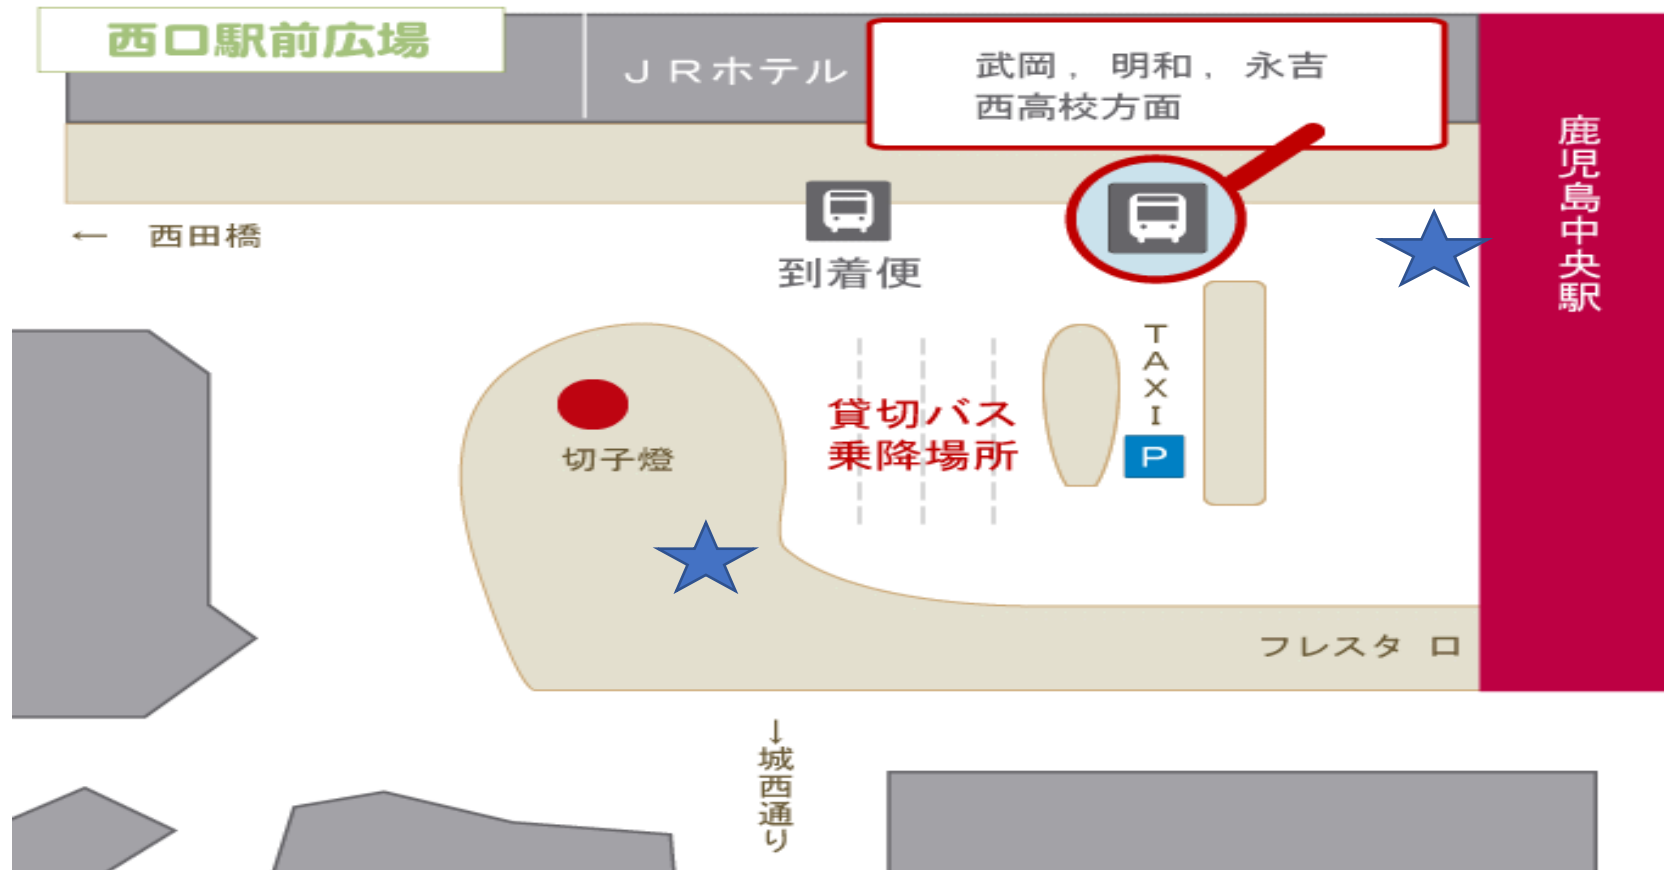 西口駅前広場
JRホテル
武岡，明和，永吉
西高校方面
鹿児島中央駅
← 西田橋
到着便
TAXI
P
貸切バス
乗降場所
切子燈
フレスタ 口
↓城西通り